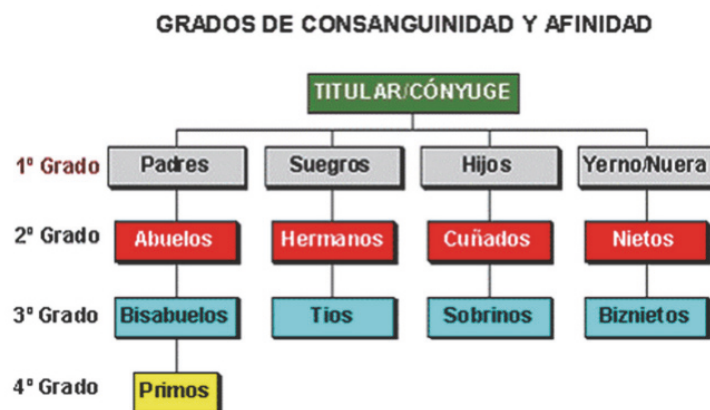 GRADOS DE CONSANGUINIDAD Y AFINIDAD
TITULAR/CÓNYUGE
1º Grado Padres Suegros Hijos Yerno/Nuera
2º Grado Abuelos Hermanos Cuñados Nietos
3º Grado Bisabuelos Tios Sobrinos Biznietos
4º Grado Primos